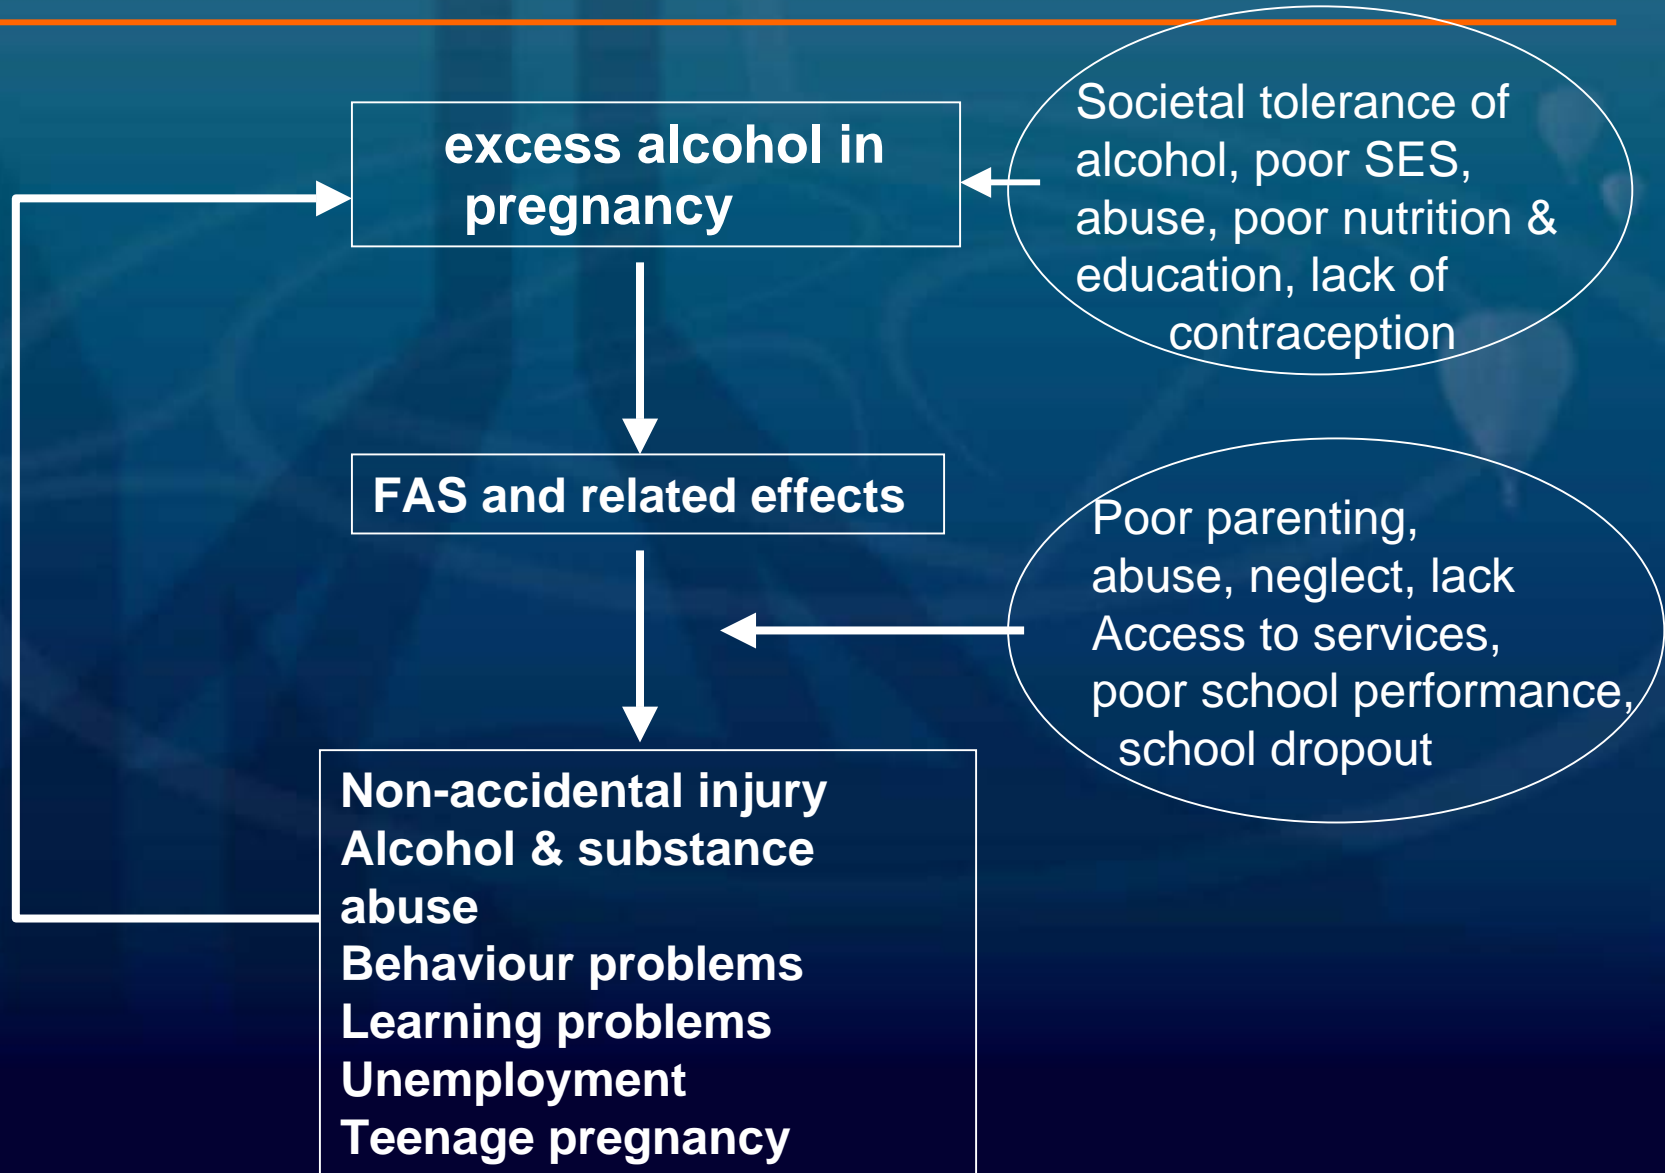 excess alcohol in
pregnancy
Societal tolerance of
alcohol, poor SES,
abuse, poor nutrition &
education, lack of
contraception
FAS and related effects
Poor parenting,
abuse, neglect, lack
Access to services,
poor school performance,
school dropout
Non-accidental injury
Alcohol & substance
abuse
Behaviour problems
Learning problems
Unemployment
Teenage pregnancy